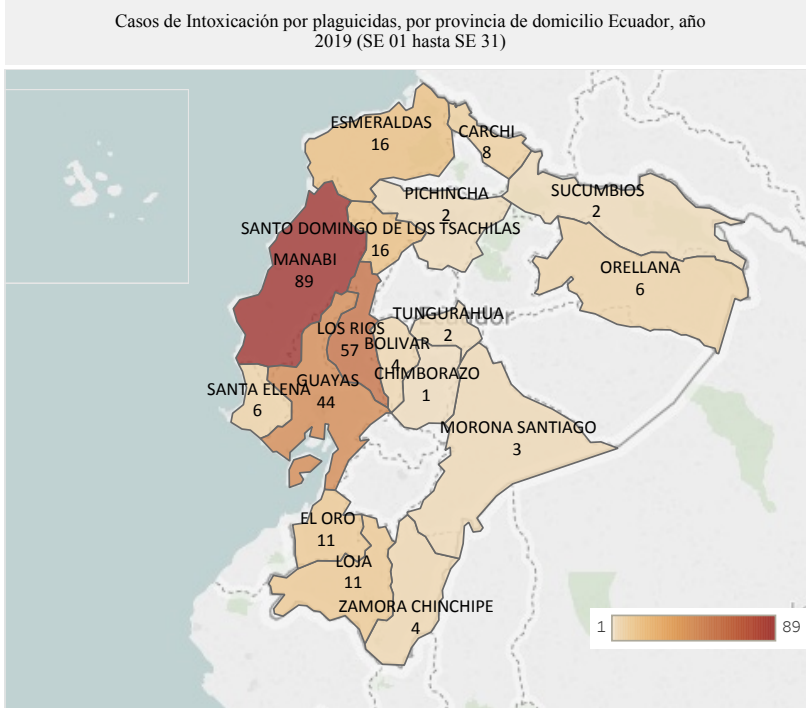 Casos de Intoxicación por plaguicidas, por provincia de domicilio Ecuador, año
2019 (SE 01 hasta SE 31)
ESMERALDAS
16
CARCHI
8
PICHINCHA
2
SUCUMBIOS
2
SANTO DOMINGO DE LOS TSACHILAS
16
MANABI
89
ORELLANA
6
TUNGURAHUA
2
Ecuador
LOS RIOS
57
BOLIVAR
4
CHIMBORAZO
1
GUAYAS
44
SANTA ELENA
6
MORONA SANTIAGO
3
EL ORO
11
LOJA
11
ZAMORA CHINCHIPE
4
1 89